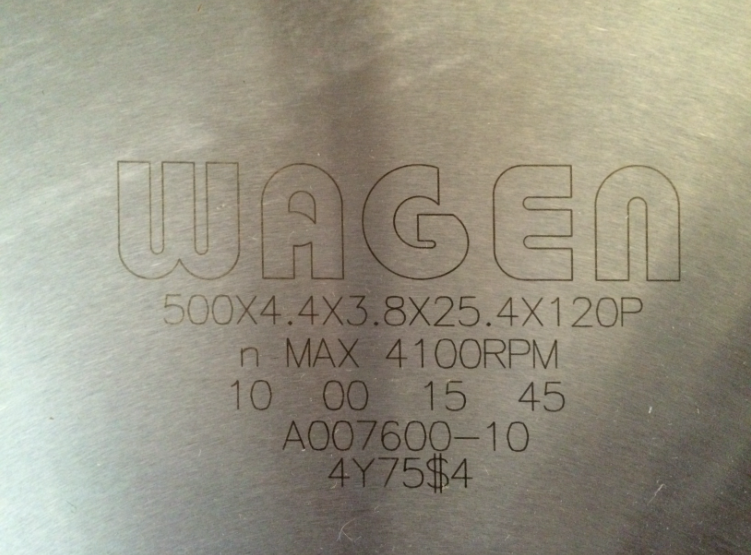 WAGEN
500X4.4X3.8X25.4X120P
n MAX 4100RPM
10 00 15 45
A007600-10
4Y75$4